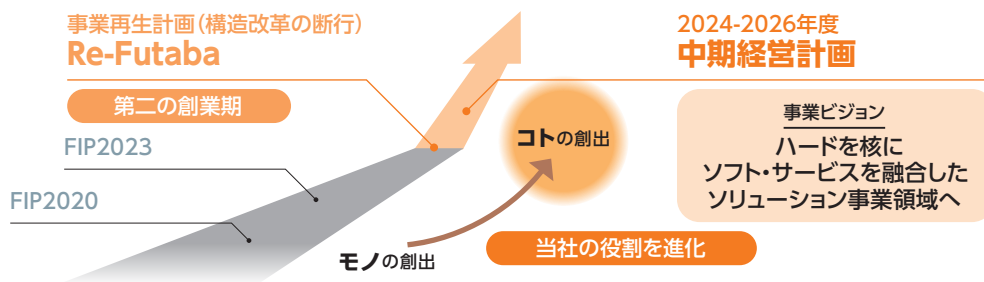 事業再生計画(構造改革の断行)
Re-Futaba
第二の創業期
FIP2023
FIP2020
2024-2026年度
中期経営計画
コトの創出
モノの創出
当社の役割を進化
事業ビジョン
ハードを核に
ソフト・サービスを融合した
ソリューション事業領域へ